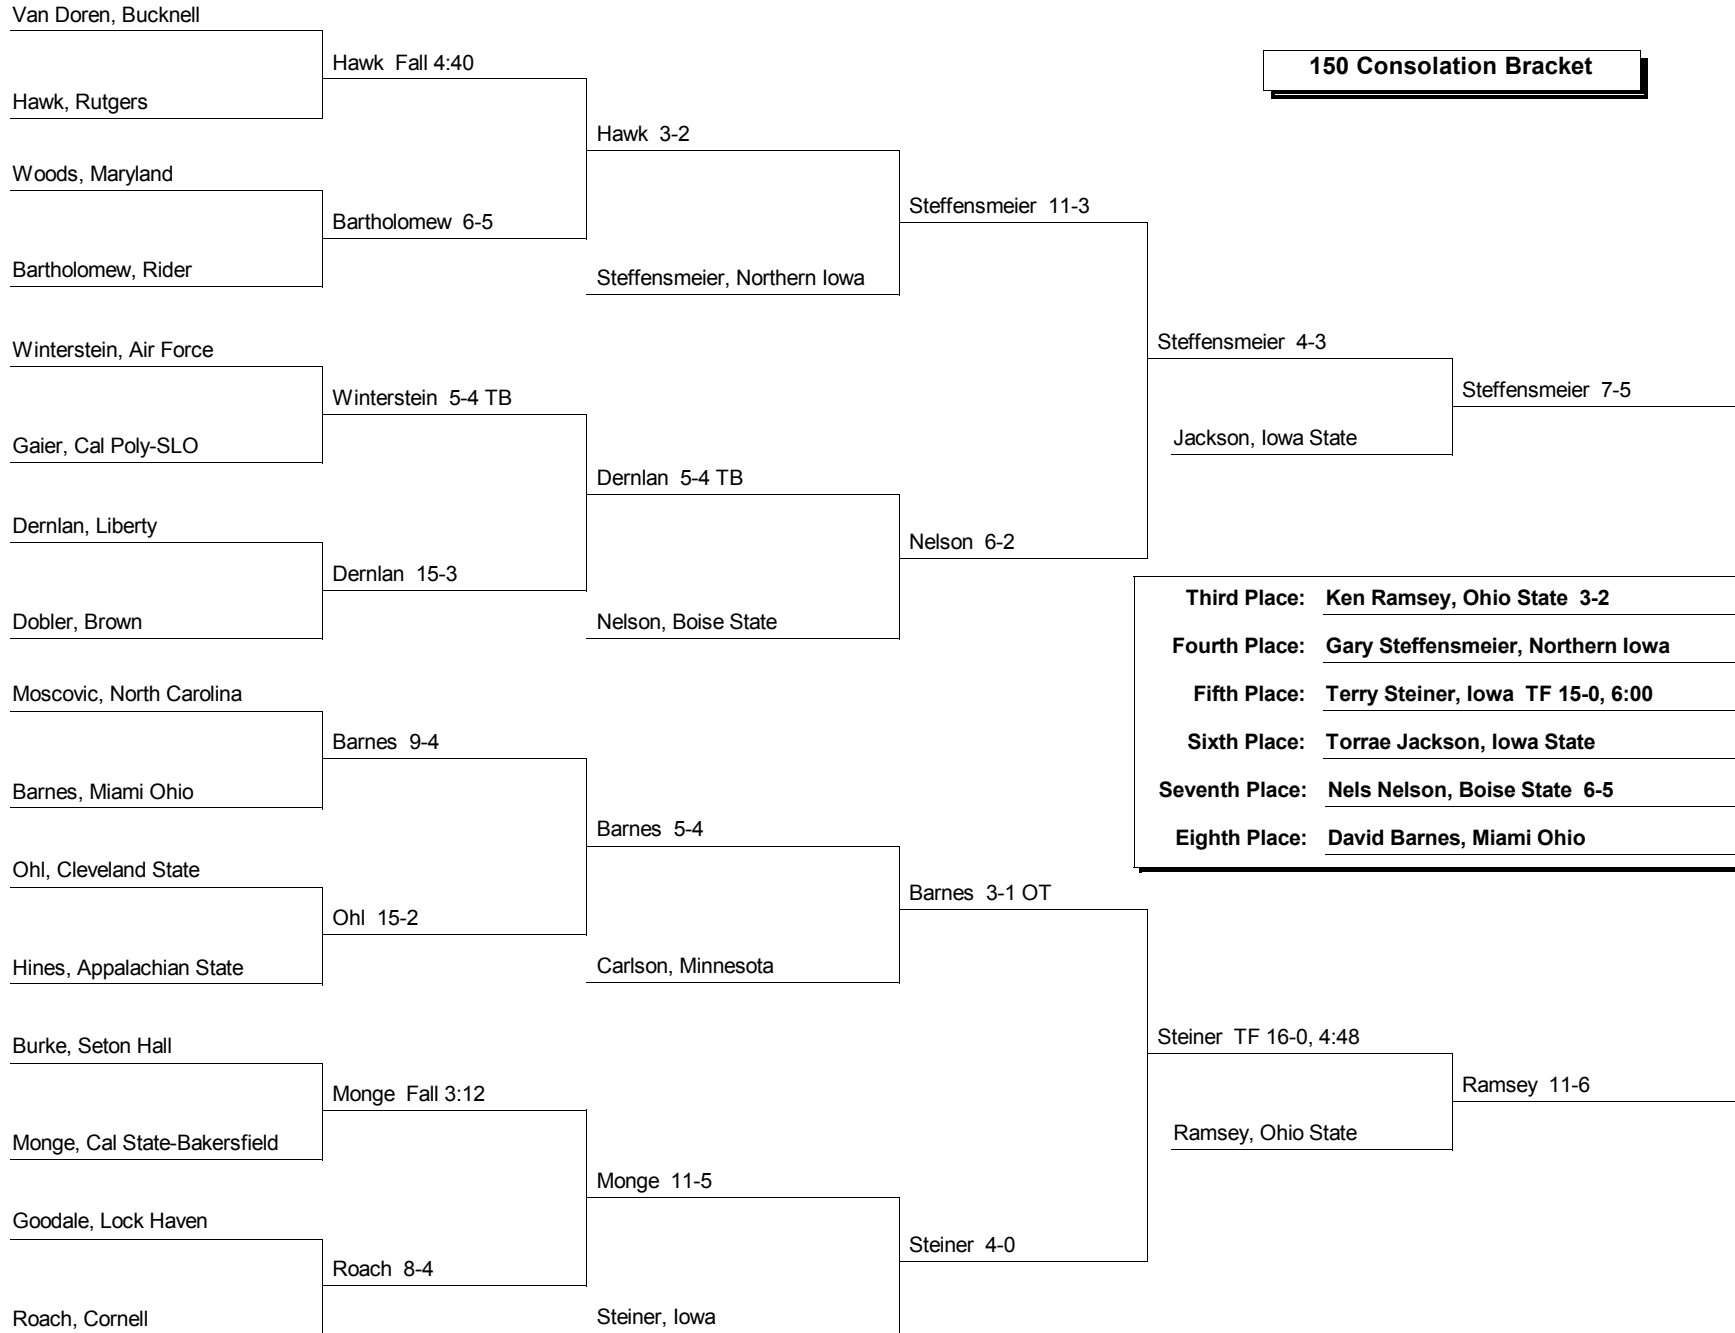 Van Doren, Bucknell
Hawk Fall 4:40
150 Consolation Bracket
Hawk, Rutgers
Hawk 3-2
Woods, Maryland
Steffensmeier 11-3
Bartholomew 6-5
Bartholomew, Rider
Steffensmeier, Northern Iowa
Steffensmeier 4-3
Winterstein, Air Force
Steffensmeier 7-5
Winterstein 5-4 TB
Jackson, Iowa State
Gaier, Cal Poly-SLO
Dernlan 5-4 TB
Dernlan, Liberty
Nelson 6-2
Dernlan 15-3
Third Place: Ken Ramsey, Ohio State 3-2
Dobler, Brown
Nelson, Boise State
Fourth Place: Gary Steffensmeier, Northern Iowa
Moscovic, North Carolina
Fifth Place: Terry Steiner, Iowa TF 15-0, 6:00
Barnes 9-4
Sixth Place: Torrae Jackson, Iowa State
Barnes, Miami Ohio
Seventh Place: Nels Nelson, Boise State 6-5
Barnes 5-4
Eighth Place: David Barnes, Miami Ohio
Ohl, Cleveland State
Barnes 3-1 OT
Ohl 15-2
Hines, Appalachian State
Carlson, Minnesota
Steiner TF 16-0, 4:48
Burke, Seton Hall
Ramsey 11-6
Monge Fall 3:12
Ramsey, Ohio State
Monge, Cal State-Bakersfield
Monge 11-5
Goodale, Lock Haven
Steiner 4-0
Roach 8-4
Steiner, Iowa
Roach, Cornell